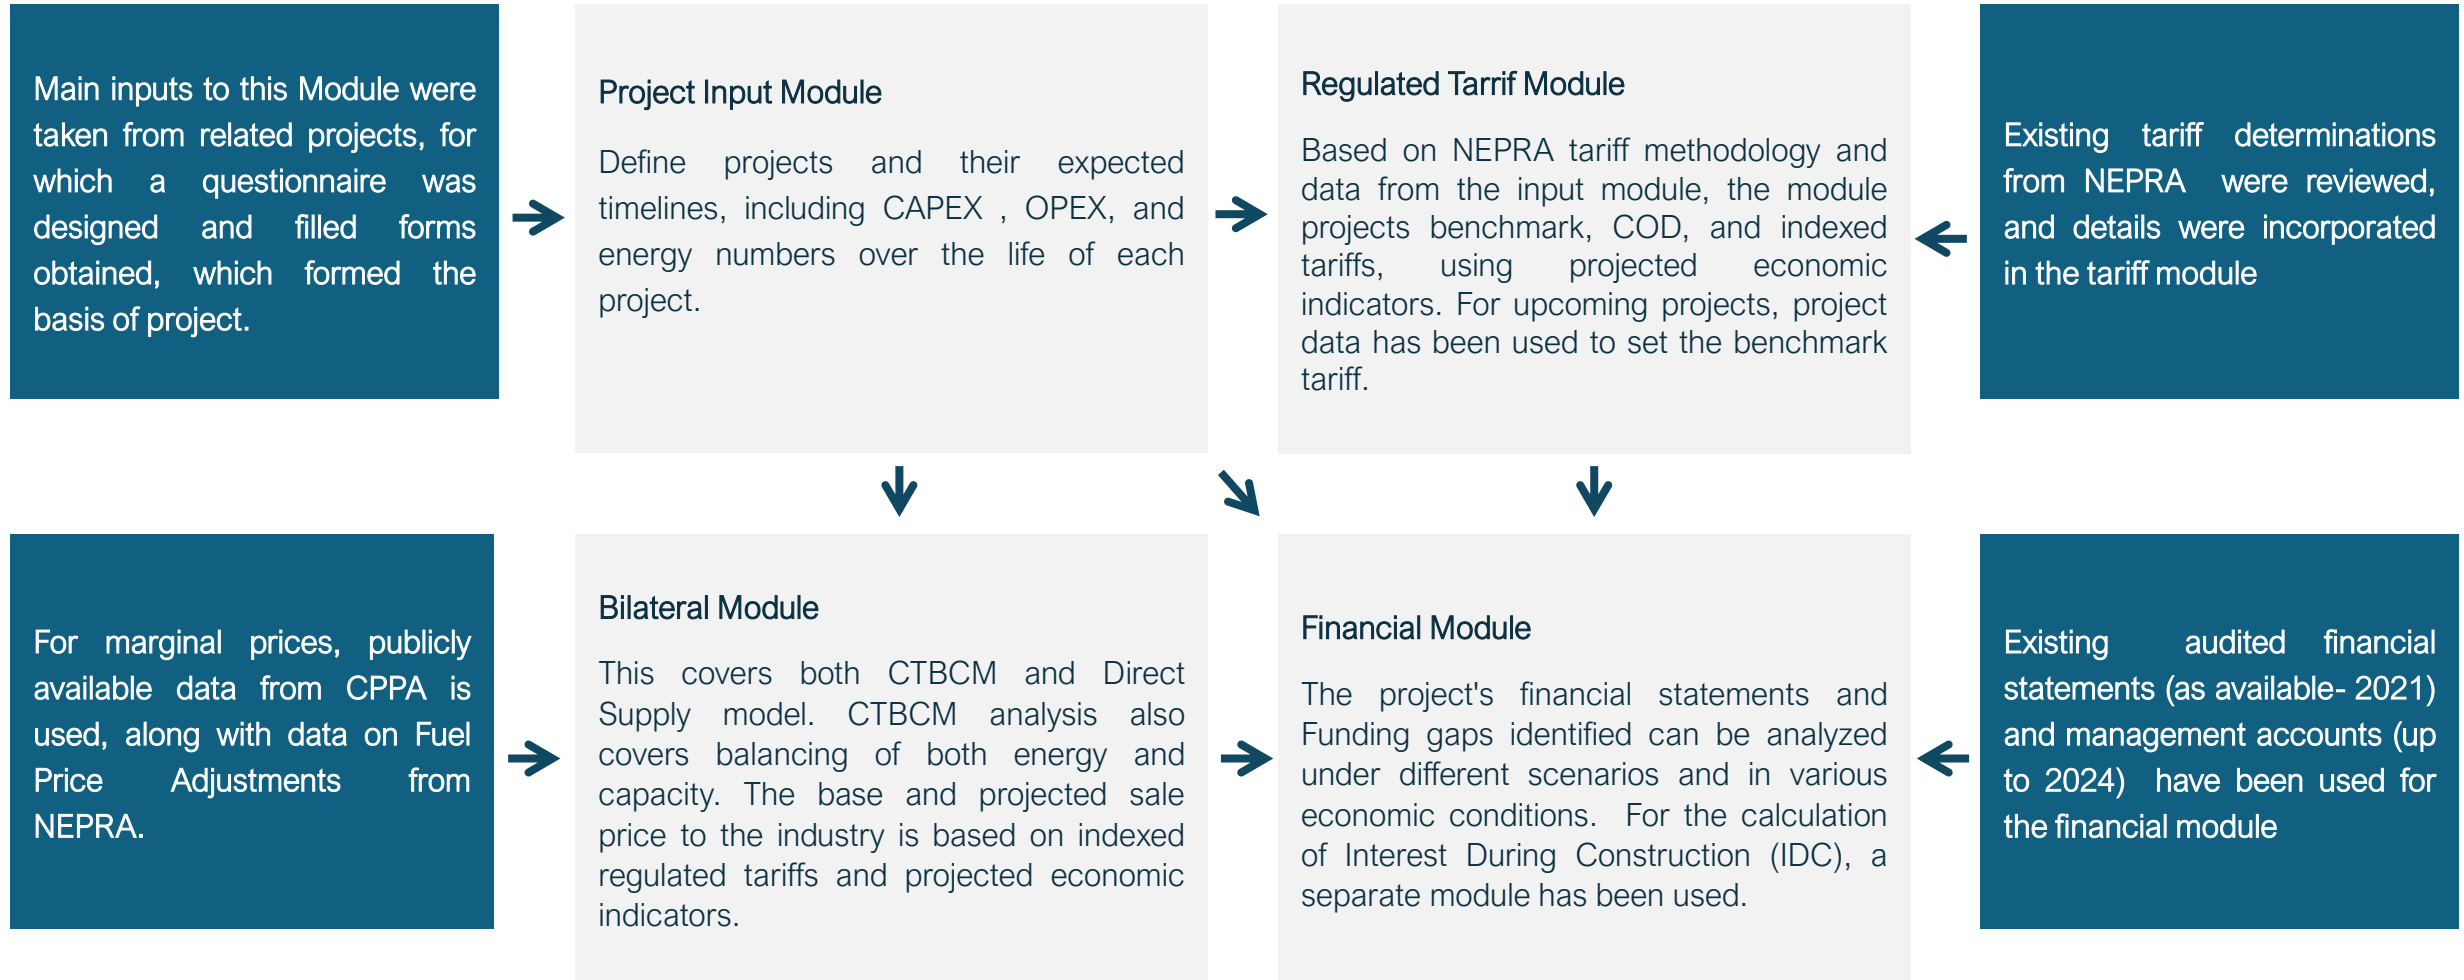 Main inputs to this Module were
taken from related projects, for
which a questionnaire was
designed and filled forms
obtained, which formed the
basis of project.
Project Input Module
Define projects and their expected
timelines, including CAPEX , OPEX, and
energy numbers over the life of each
project.
Regulated Tarrif Module
Based on NEPRA tariff methodology and
data from the input module, the module
projects benchmark, COD, and indexed
tariffs, using projected economic
indicators. For upcoming projects, project
data has been used to set the benchmark
tariff.
Existing tariff determinations
from NEPRA were reviewed,
and details were incorporated
in the tariff module
For marginal prices, publicly
available data from CPPA is
used, along with data on Fuel
Price Adjustments from
NEPRA.
Bilateral Module
This covers both CTBCM and Direct
Supply model. CTBCM analysis also
covers balancing of both energy and
capacity. The base and projected sale
price to the industry is based on indexed
regulated tariffs and projected economic
indicators.
Financial Module
The project's financial statements and
Funding gaps identified can be analyzed
under different scenarios and in various
economic conditions. For the calculation
of Interest During Construction (IDC), a
separate module has been used.
Existing audited financial
statements (as available- 2021)
and management accounts (up
to 2024) have been used for
the financial module